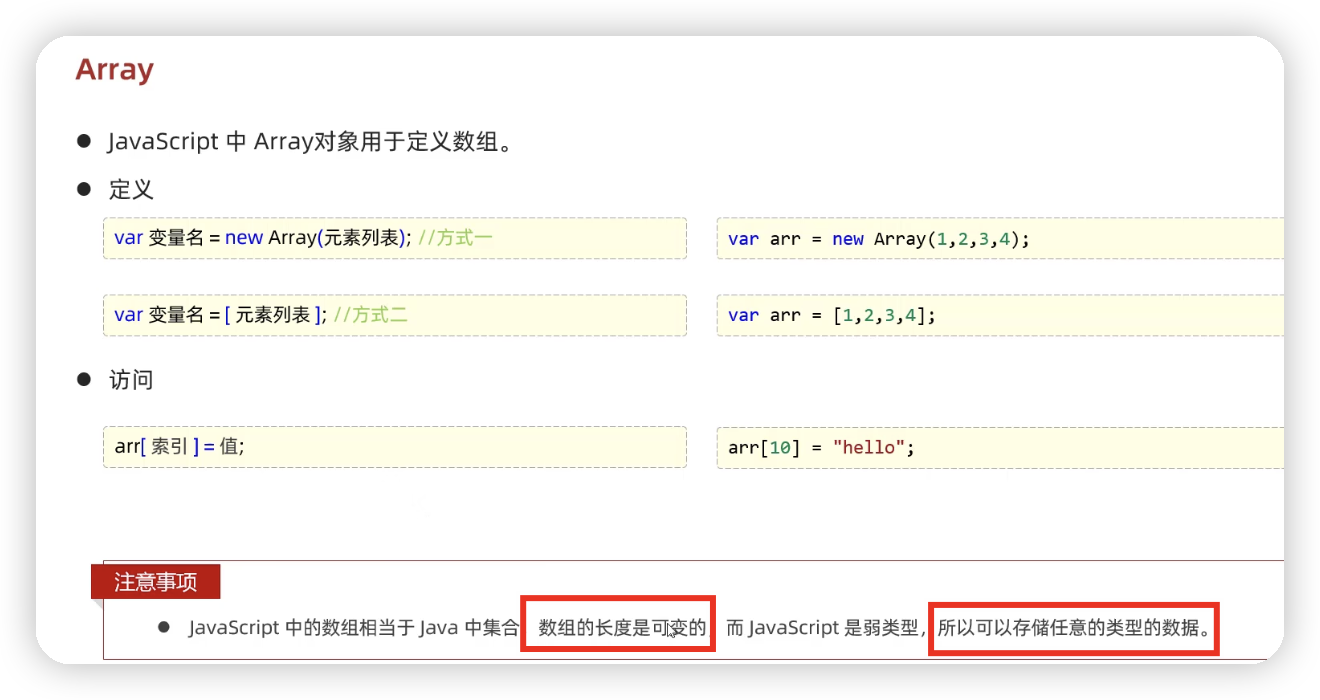 Array
● JavaScript 中 Array对象用于定义数组。
● 定义
var 变量名 = new Array(元素列表); //方式一
var arr = new Array(1,2,3,4);
var 变量名 = [ 元素列表 ]; //方式二
var arr = [1,2,3,4];
● 访问
arr[ 索引 ] = 值;
arr[10] = "hello";
注意事项
● JavaScript 中的数组相当于 Java 中集合 数组的长度是可变的, 而 JavaScript 是弱类型,所以可以存储任意的类型的数据。